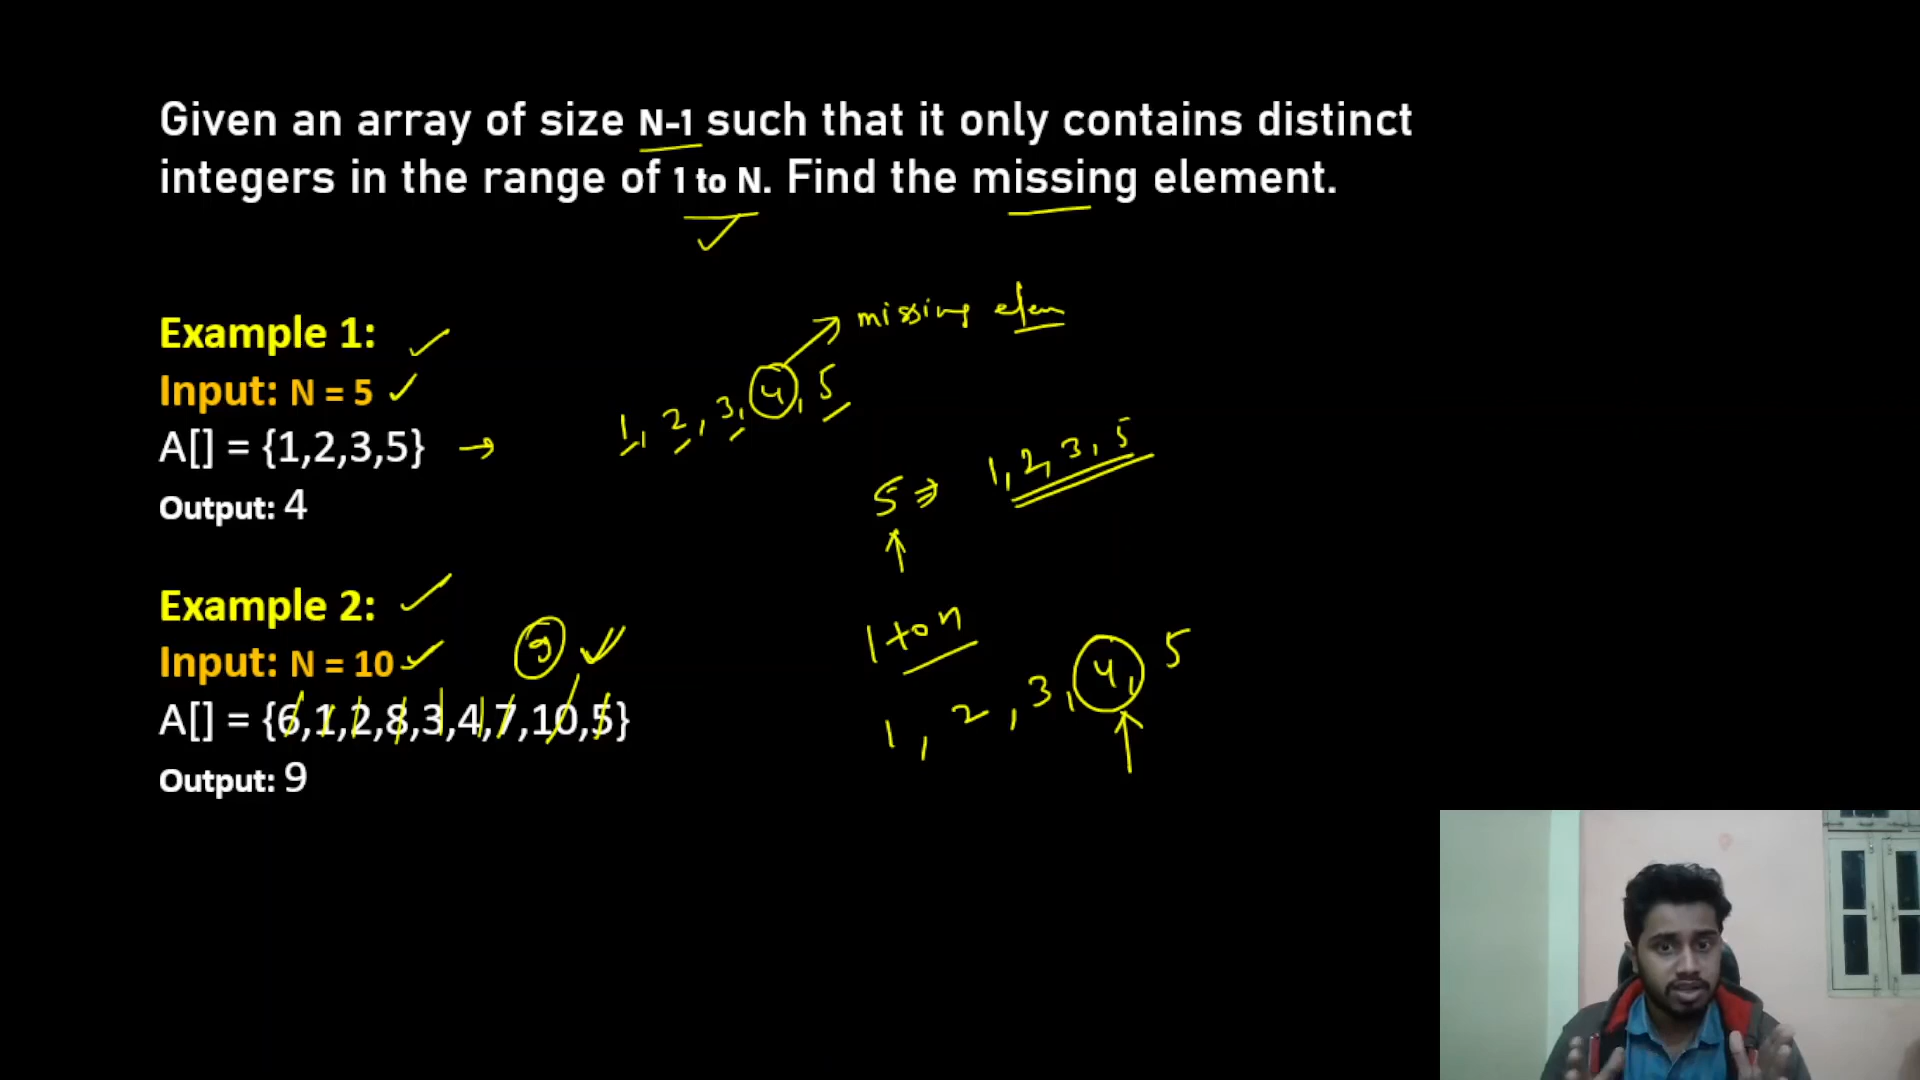 Given an array of size N-1 such that it only contains distinct
integers in the range of 1 to N. Find the missing element.
Example 1:
missing elem
Input: N = 5
1, 2, 3, 4, 5
A[] = {1,2,3,5}
5 ⇒ 1, 2, 3, 5
Output: 4
Example 2:
1 to n
Input: N = 10
9
1, 2, 3, 4, 5
A[] = {6,1,2,8,3,4,7,10,5}
Output: 9